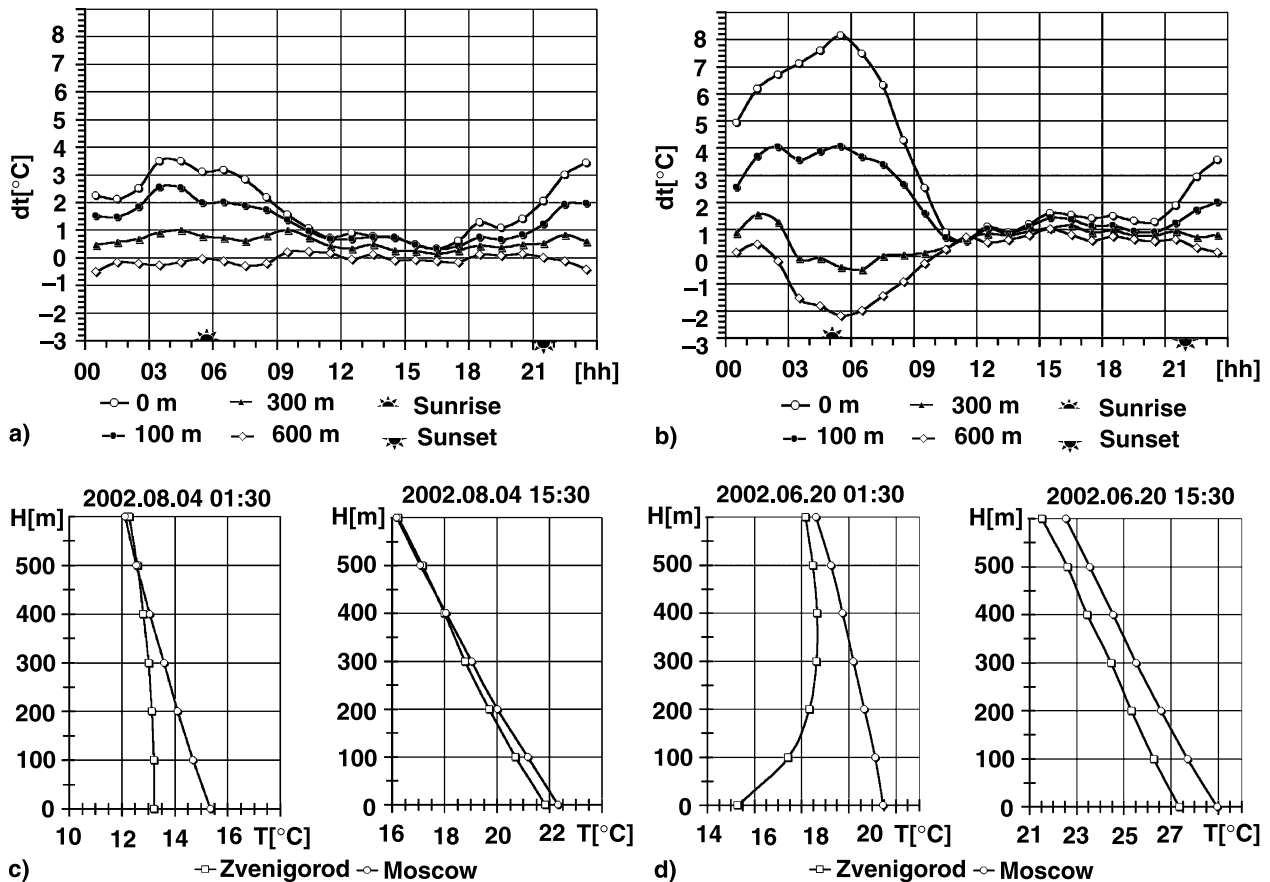 8
7
6
5
4
3
2
1
0
–1
–2
–3
dt[°C]
00 03 06 09 12 15 18 21 [hh]
0 m 300 m Sunrise
100 m 600 m Sunset
a)
8
7
6
5
4
3
2
1
0
–1
–2
–3
dt[°C]
00 03 06 09 12 15 18 21 [hh]
0 m 300 m Sunrise
100 m 600 m Sunset
b)
2002.08.04 01:30
H[m]
500
400
300
200
100
0
10 12 14 16 T[°C]
2002.08.04 15:30
H[m]
500
400
300
200
100
0
16 18 20 22 T[°C]
c)
Zvenigorod Moscow
2002.06.20 01:30
H[m]
500
400
300
200
100
0
14 16 18 20 T[°C]
2002.06.20 15:30
H[m]
500
400
300
200
100
0
21 23 25 27 T[°C]
d)
Zvenigorod Moscow